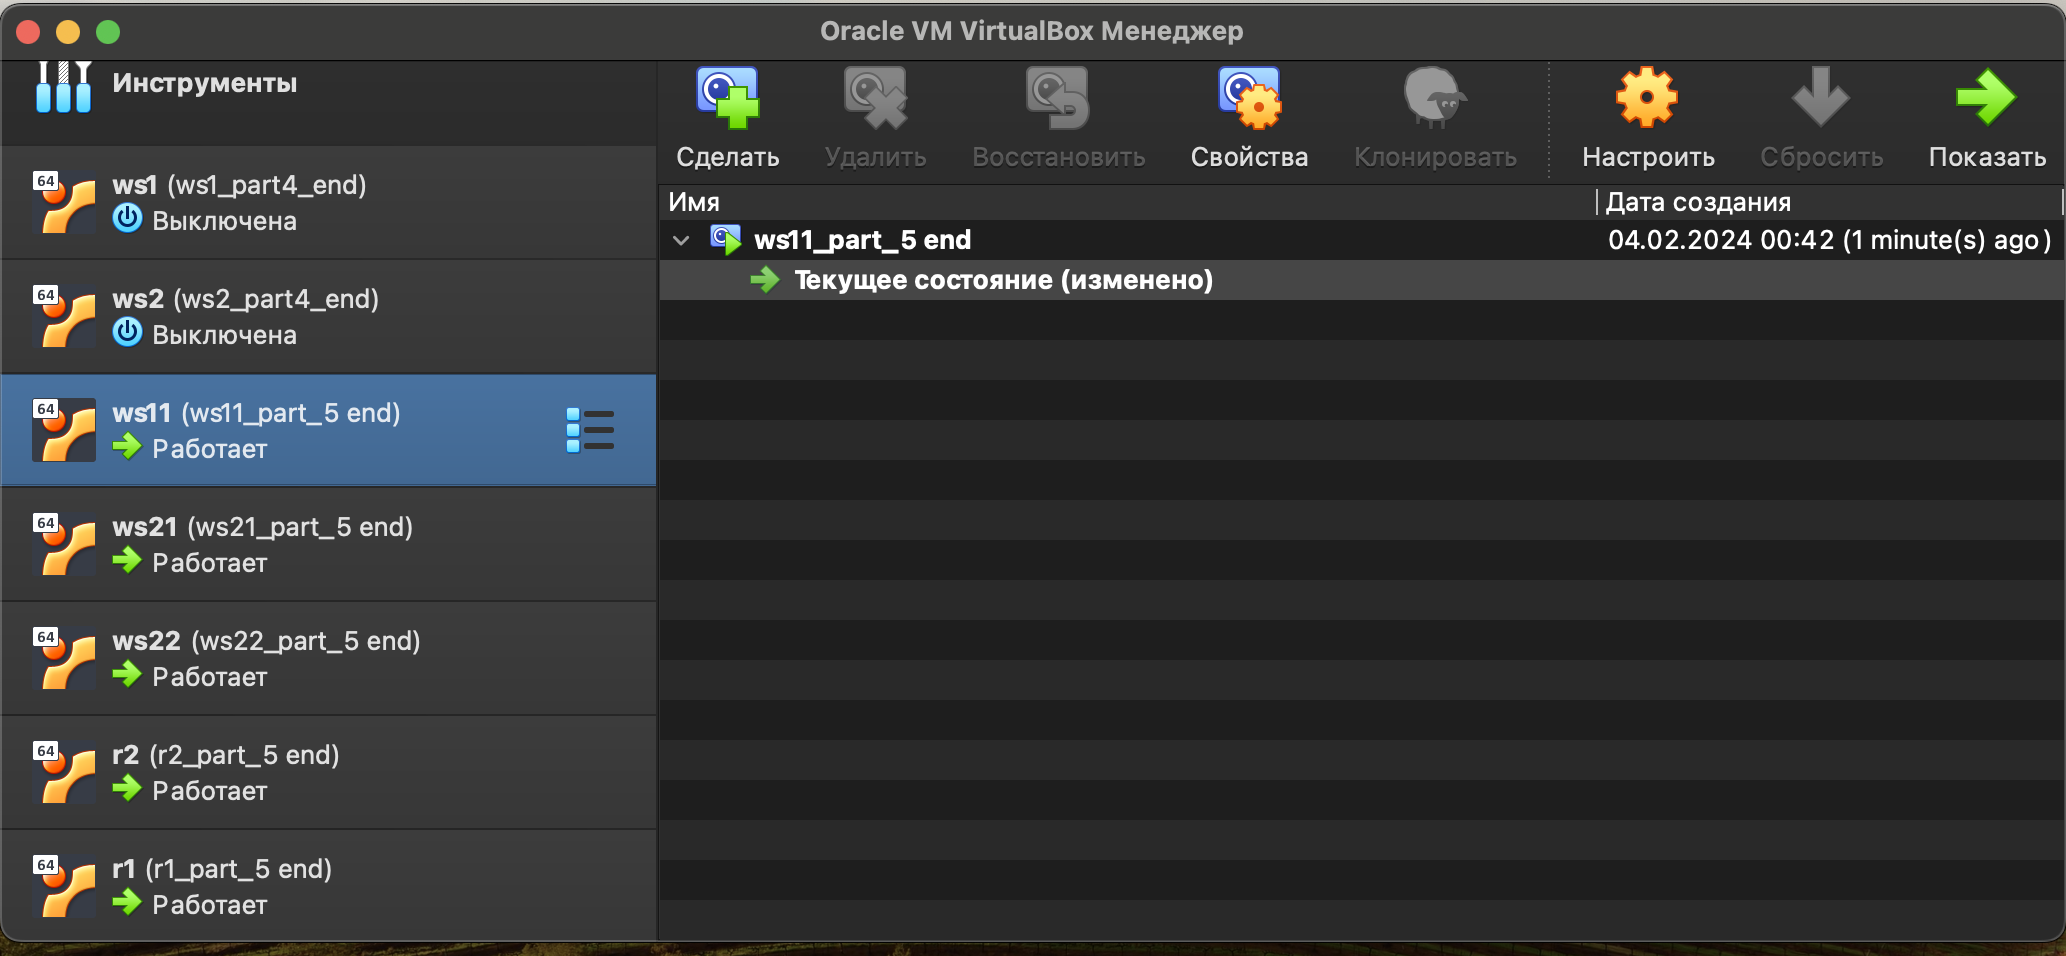 Oracle VM VirtualBox Менеджер
Инструменты
64
ws1 (ws1_part4_end)
Выключена
64
ws2 (ws2_part4_end)
Выключена
64
ws11 (ws11_part_5 end)
Работает
64
ws21 (ws21_part_5 end)
Работает
64
ws22 (ws22_part_5 end)
Работает
64
r2 (r2_part_5 end)
Работает
64
r1 (r1_part_5 end)
Работает
Сделать Удалить Восстановить Свойства Клонировать Настроить Сбросить Показать
Имя Дата создания
ws11_part_5 end 04.02.2024 00:42 (1 minute(s) ago)
Текущее состояние (изменено)